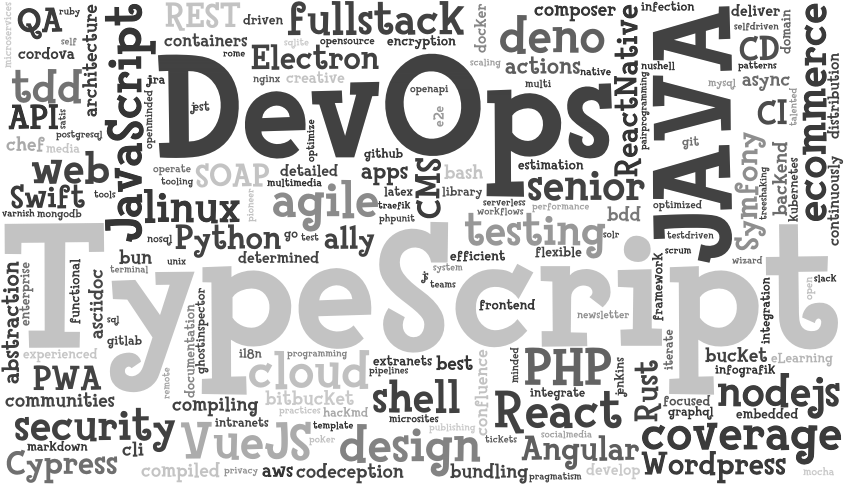 microservices
QA
ruby
self
cordova
architecture
tdd
API
satis
postgresql
chef
media
web
Swift
tools
varnish
mongodb
JavaScript
openminded
REST
driven
containers
rome
jra
fullstack
sqlite
opensource
encryption
Electron
nginx
creative
docker
scaling
composer
deno
actions
native
multi
infection
deliver
selfdriven
CD
domain
patterns
nushell
mysql
async
talented
CI
ecommerce
distribution
continuously
DevOps
jest
openapi
e2e
optimize
ReactNative
pairprogramming
JAVA
git
Symfony
treeshaking
backend
kubernetes
operate
tooling
SOAP
pioneer
detailed
multimedia
github
apps
latex
traefik
phpunit
CMS
bash
library
serverless
workflows
estimation
senior
performance
optimized
linux
agile
nosql
Python
go
test
ally
testing
bdd
solr
testdriven
scrum
wizard
TypeScript
bun
unix
terminal
determined
efficient
flexible
system
js
teams
framework
slack
open
integration
abstraction
enterprise
functional
asciidoc
sql
gitlab
documentation
ghostinspector
frontend
newsletter
iterate
experienced
PWA
communities
remote
i18n
programming
cloud
pipelines
extranets
best
confluence
minded
PHP
integrate
jenkins
Rust
bucket
eLearning
infografik
focused
graphql
nodejs
embedded
compiling
bitbucket
practices
hackmd
shell
microsites
React
security
intranets
template
publishing
socialmedia
coverage
markdown
cli
VueJS
poker
design
tickets
Angular
Cypress
compiled
privacy
aws
codeception
bundling
pragmatism
develop
Wordpress
mocha